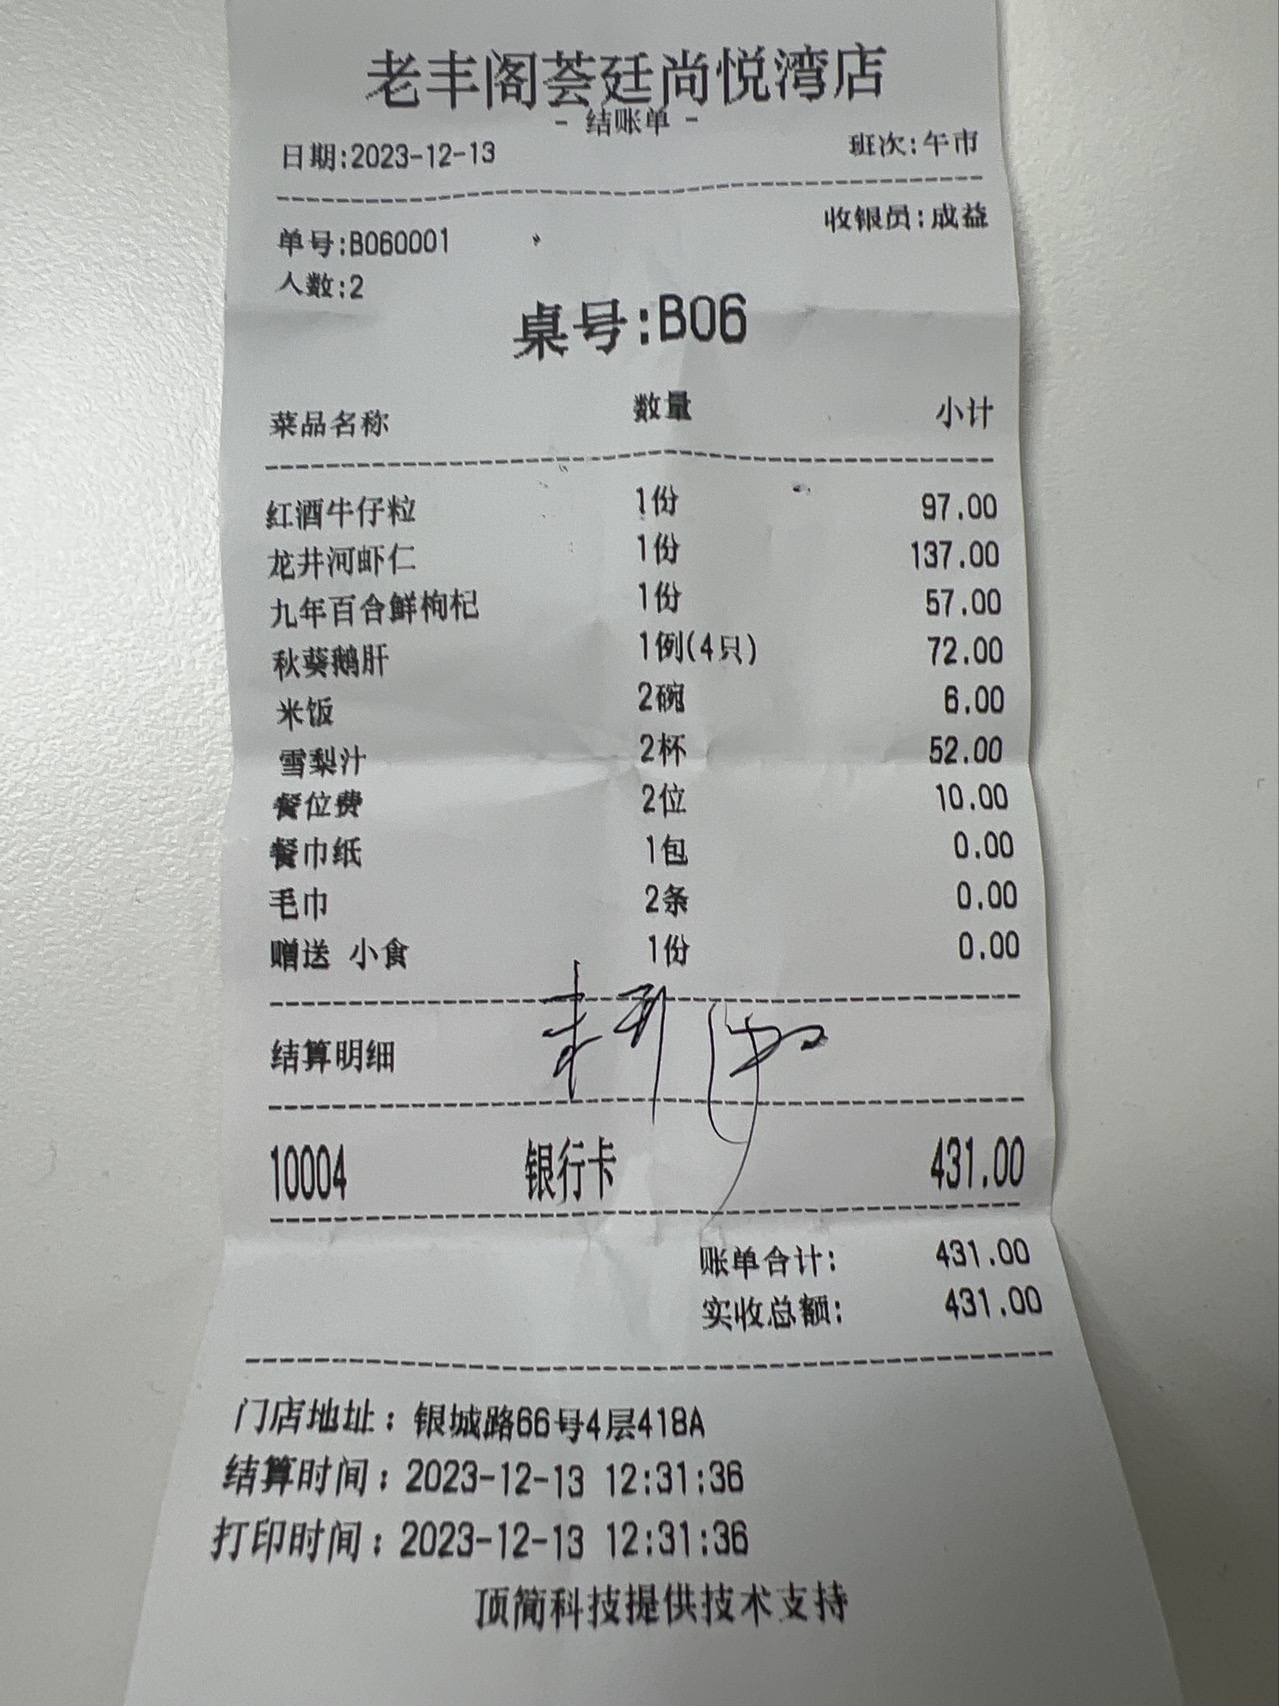 老丰阁荟廷尚悦湾店
- 结账单 -
日期:2023-12-13 班次:午市
单号:B060001 收银员:成益
人数:2
桌号:B06
菜品名称 数量 小计
红酒牛仔粒 1份 97.00
龙井河虾仁 1份 137.00
九年百合鲜枸杞 1份 57.00
秋葵鹅肝 1例(4只) 72.00
米饭 2碗 6.00
雪梨汁 2杯 52.00
餐位费 2位 10.00
餐巾纸 1包 0.00
毛巾 2条 0.00
赠送 小食 1份 0.00
结算明细
10004 银行卡 431.00
账单合计: 431.00
实收总额: 431.00
门店地址：银城路66号4层418A
结算时间：2023-12-13 12:31:36
打印时间：2023-12-13 12:31:36
顶简科技提供技术支持